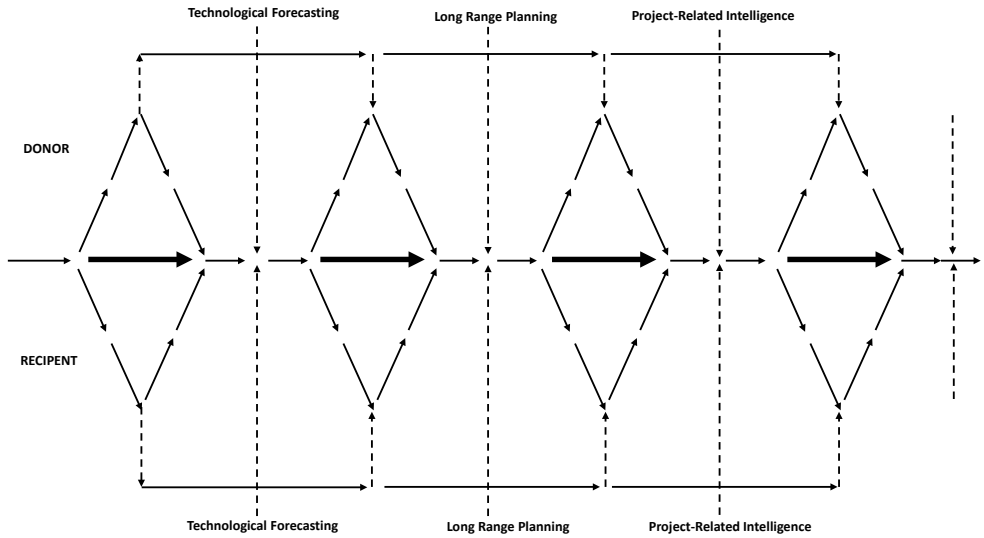 Technological Forecasting
Long Range Planning
Project-Related Intelligence
DONOR
RECIPENT
Technological Forecasting
Long Range Planning
Project-Related Intelligence